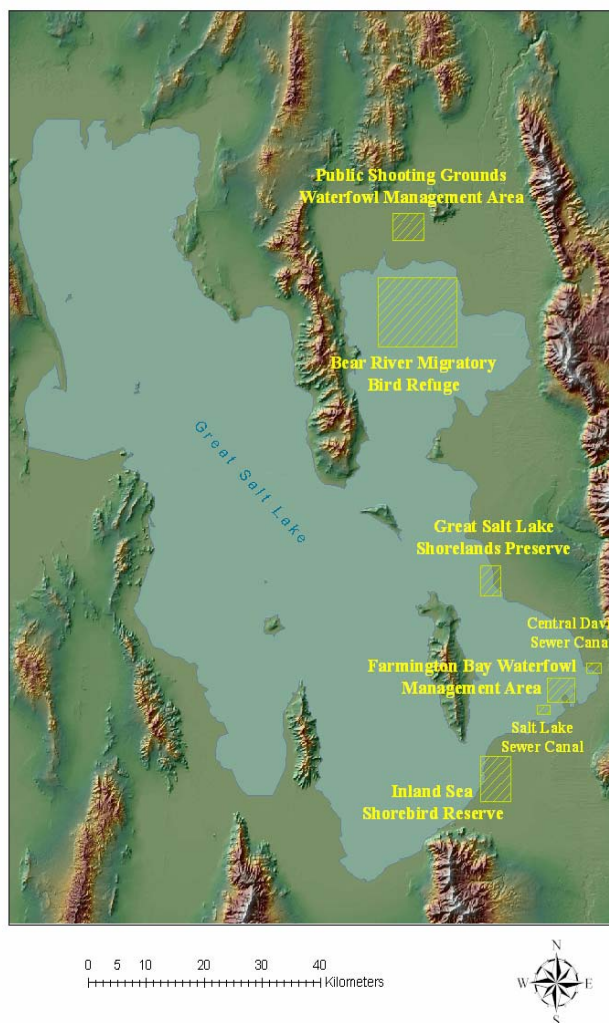 Public Shooting Grounds
Waterfowl Management Area
Bear River Migratory
Bird Refuge
Great Salt Lake
Great Salt Lake
Shorelands Preserve
Central Davi
Sewer Cana
Farmington Bay Waterfowl
Management Area
Salt Lake
Sewer Canal
Inland Sea
Shorebird Reserve
0 5 10 20 30 40
Kilometers
N
W E
S